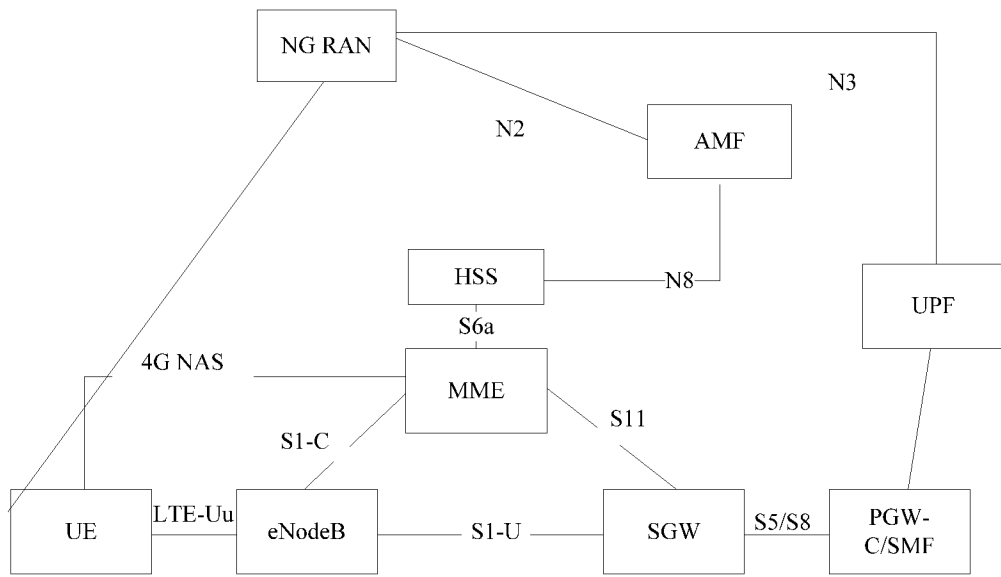 NG RAN
N3
N2
AMF
HSS
N8
UPF
S6a
4G NAS
MME
S11
S1-C
UE
LTE-Uu
eNodeB
S1-U
SGW
S5/S8
PGW-
C/SMF